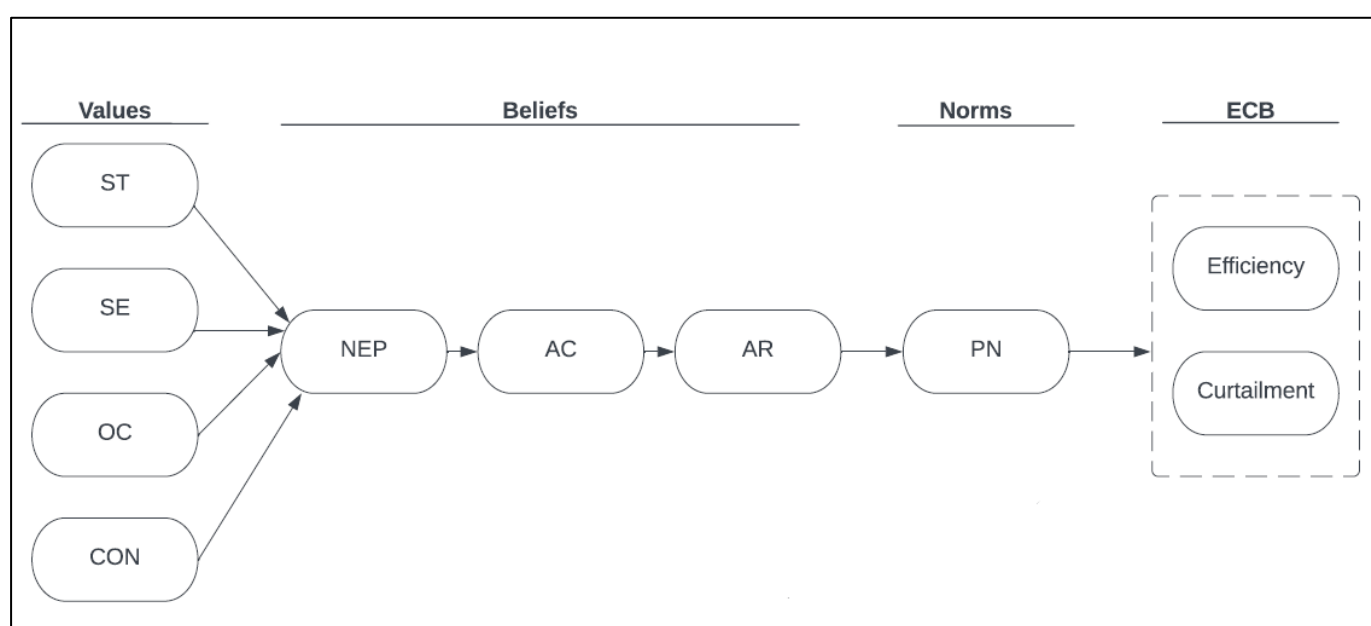 Values
Beliefs
Norms
ECB
ST
SE
OC
CON
NEP
AC
AR
PN
Efficiency
Curtailment